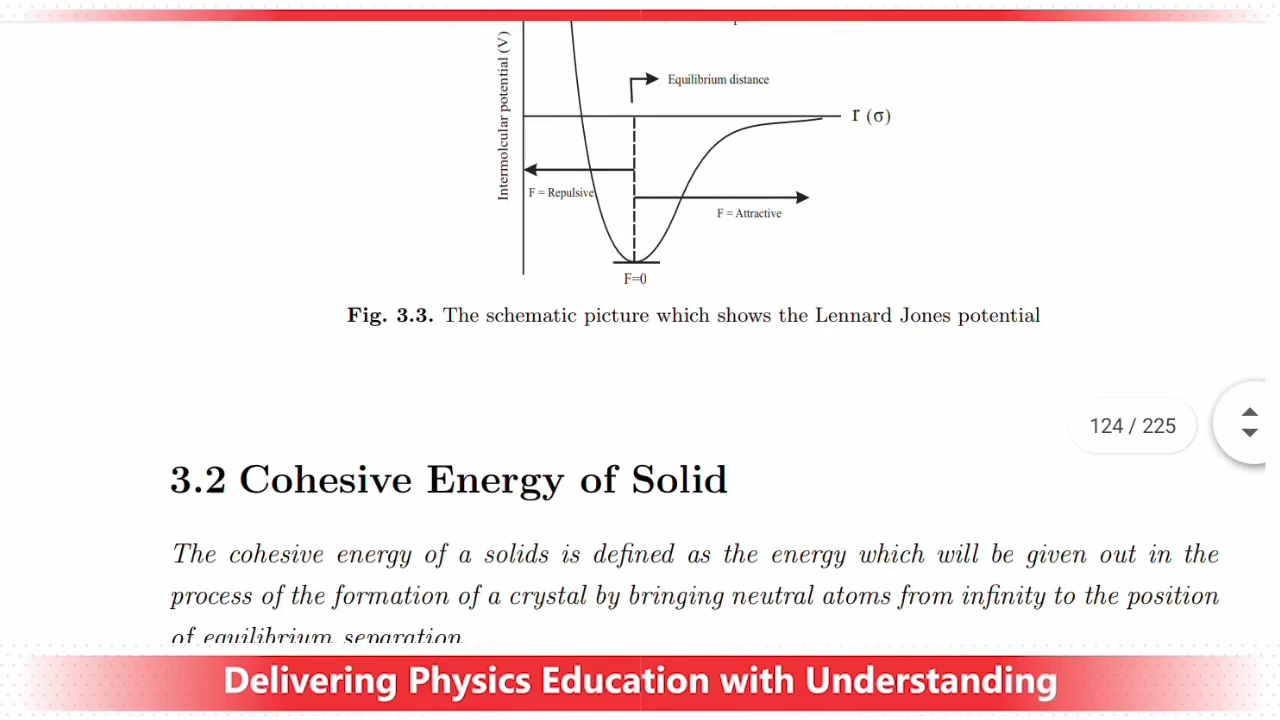 Intermolcular potential (V)
Equilibrium distance
r (σ)
F = Repulsive
F = Attractive
F=0
Fig. 3.3. The schematic picture which shows the Lennard Jones potential
124 / 225
3.2 Cohesive Energy of Solid
The cohesive energy of a solids is defined as the energy which will be given out in the
process of the formation of a crystal by bringing neutral atoms from infinity to the position
of equilibrium separation
Delivering Physics Education with Understanding